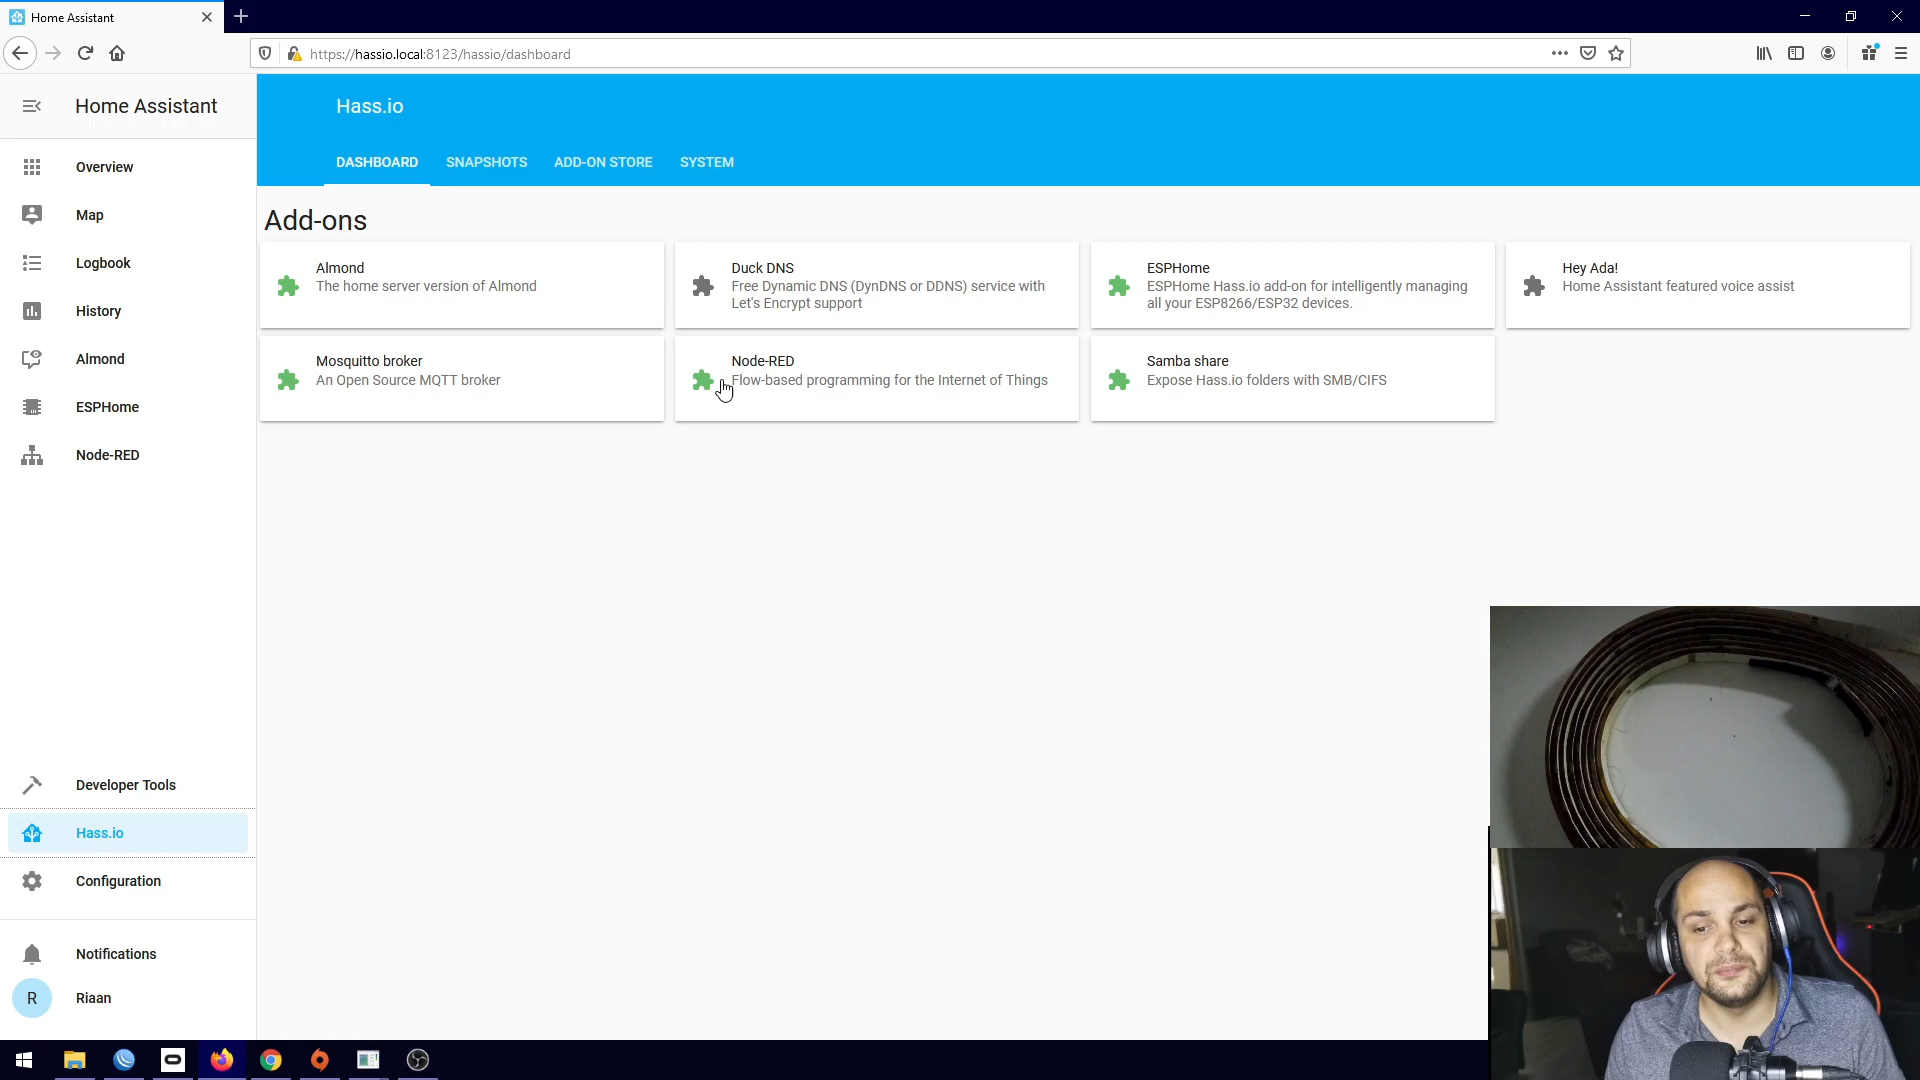 Home Assistant
https://hassio.local:8123/hassio/dashboard
Home Assistant
Hass.io
DASHBOARD
SNAPSHOTS
ADD-ON STORE
SYSTEM
Overview
Map
Logbook
History
Almond
ESPHome
Node-RED
Developer Tools
Hass.io
Configuration
Notifications
R
Riaan
Add-ons
Almond
The home server version of Almond
Duck DNS
Free Dynamic DNS (DynDNS or DDNS) service with
Let's Encrypt support
ESPHome
ESPHome Hass.io add-on for intelligently managing
all your ESP8266/ESP32 devices.
Hey Ada!
Home Assistant featured voice assist
Mosquitto broker
An Open Source MQTT broker
Node-RED
Flow-based programming for the Internet of Things
Samba share
Expose Hass.io folders with SMB/CIFS